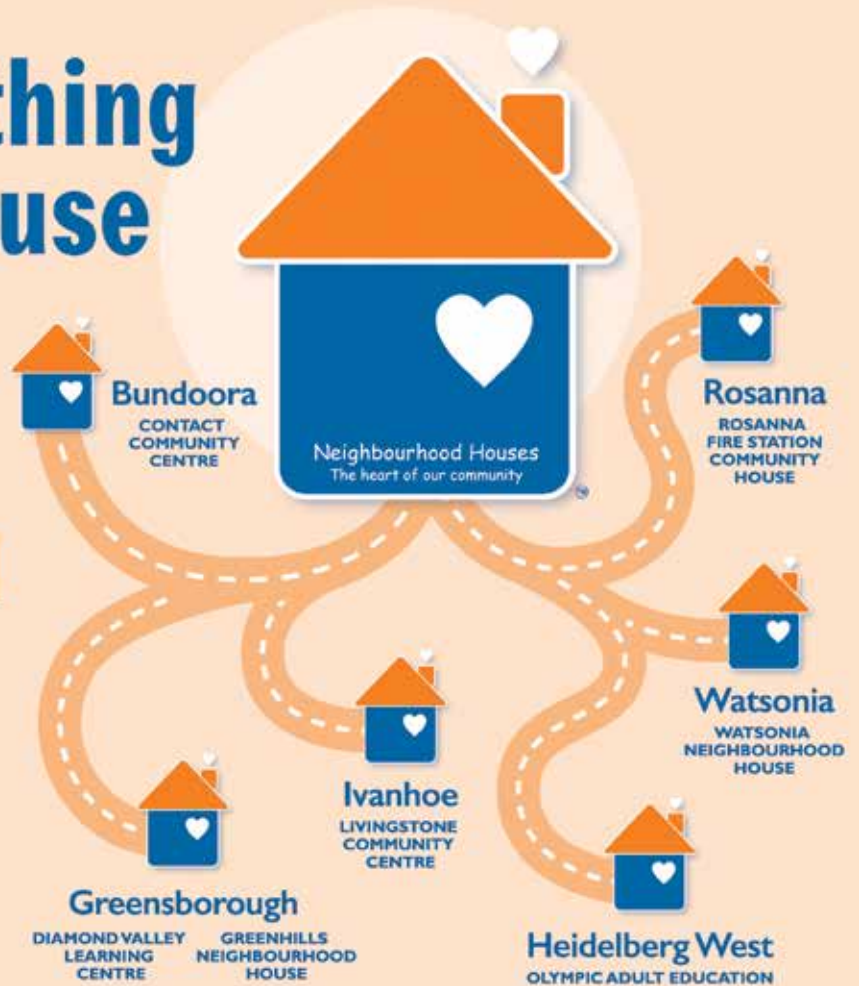 thing
use
Neighbourhood Houses
The heart of our community
Bundoora
CONTACT
COMMUNITY
CENTRE
Rosanna
ROSANNA
FIRE STATION
COMMUNITY
HOUSE
Watsonia
WATSONIA
NEIGHBOURHOOD
HOUSE
Ivanhoe
LIVINGSTONE
COMMUNITY
CENTRE
Greensborough
DIAMOND VALLEY
LEARNING
CENTRE
GREENHILLS
NEIGHBOURHOOD
HOUSE
Heidelberg West
OLYMPIC ADULT EDUCATION